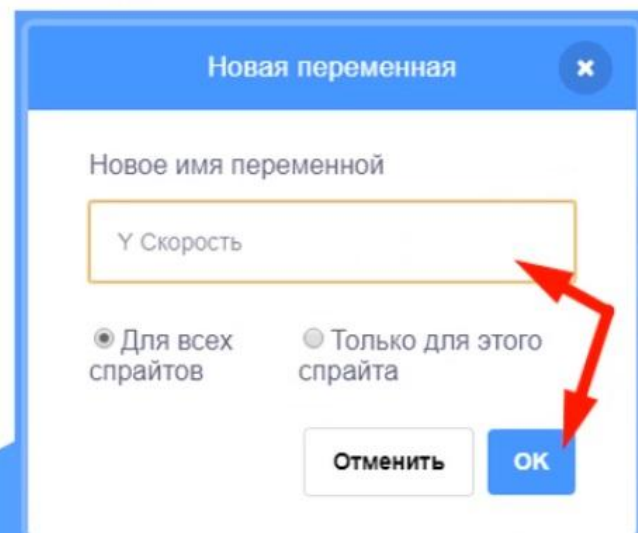 Новая переменная
Новое имя переменной
Y Скорость
Для всех Только для этого
спрайтов спрайта
Отменить OK